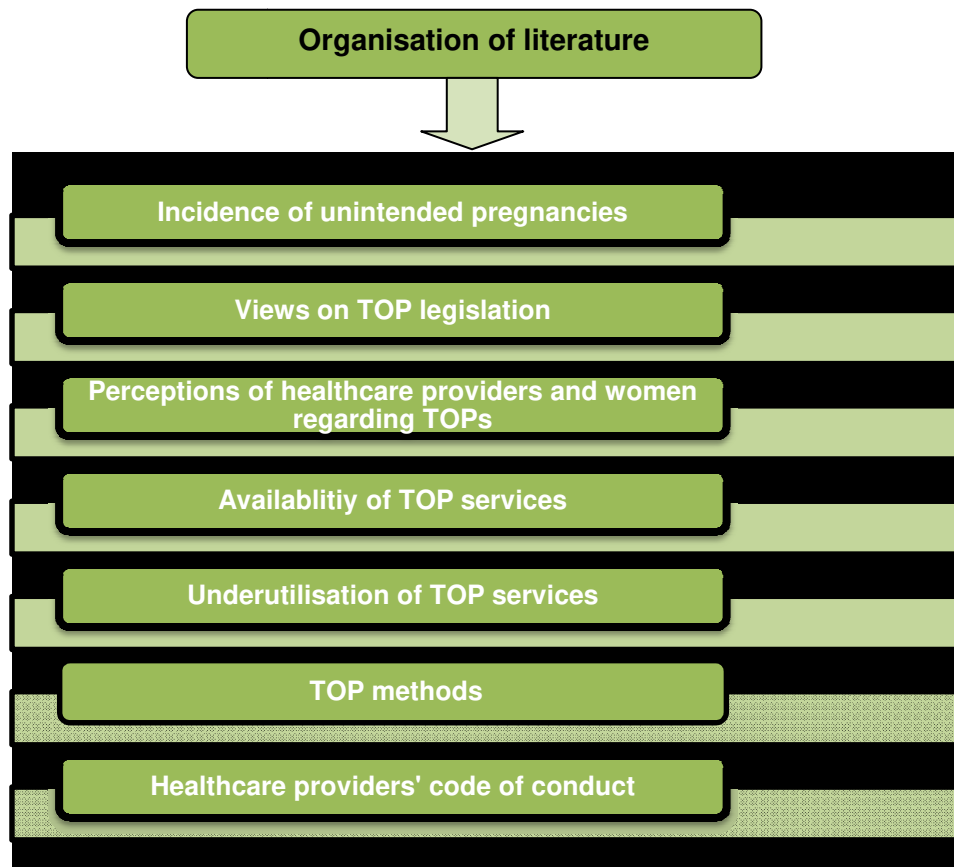 Organisation of literature
Incidence of unintended pregnancies
Views on TOP legislation
Perceptions of healthcare providers and women
regarding TOPs
Availablitiy of TOP services
Underutilisation of TOP services
TOP methods
Healthcare providers' code of conduct